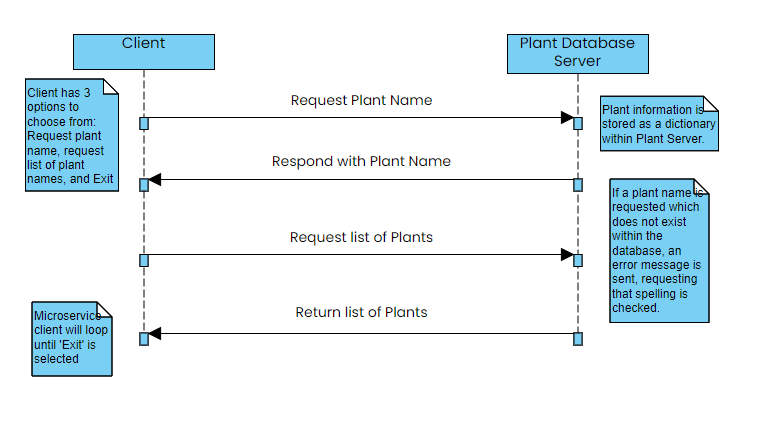 Client
Plant Database
Server
Client has 3
options to
choose from:
Request plant
name, request
list of plant
names, and Exit
Request Plant Name
Plant information is
stored as a dictionary
within Plant Server.
Respond with Plant Name
If a plant name is
requested which
does not exist
within the
database, an
error message is
sent, requesting
that spelling is
checked.
Request list of Plants
Microservice
client will loop
until 'Exit' is
selected
Return list of Plants